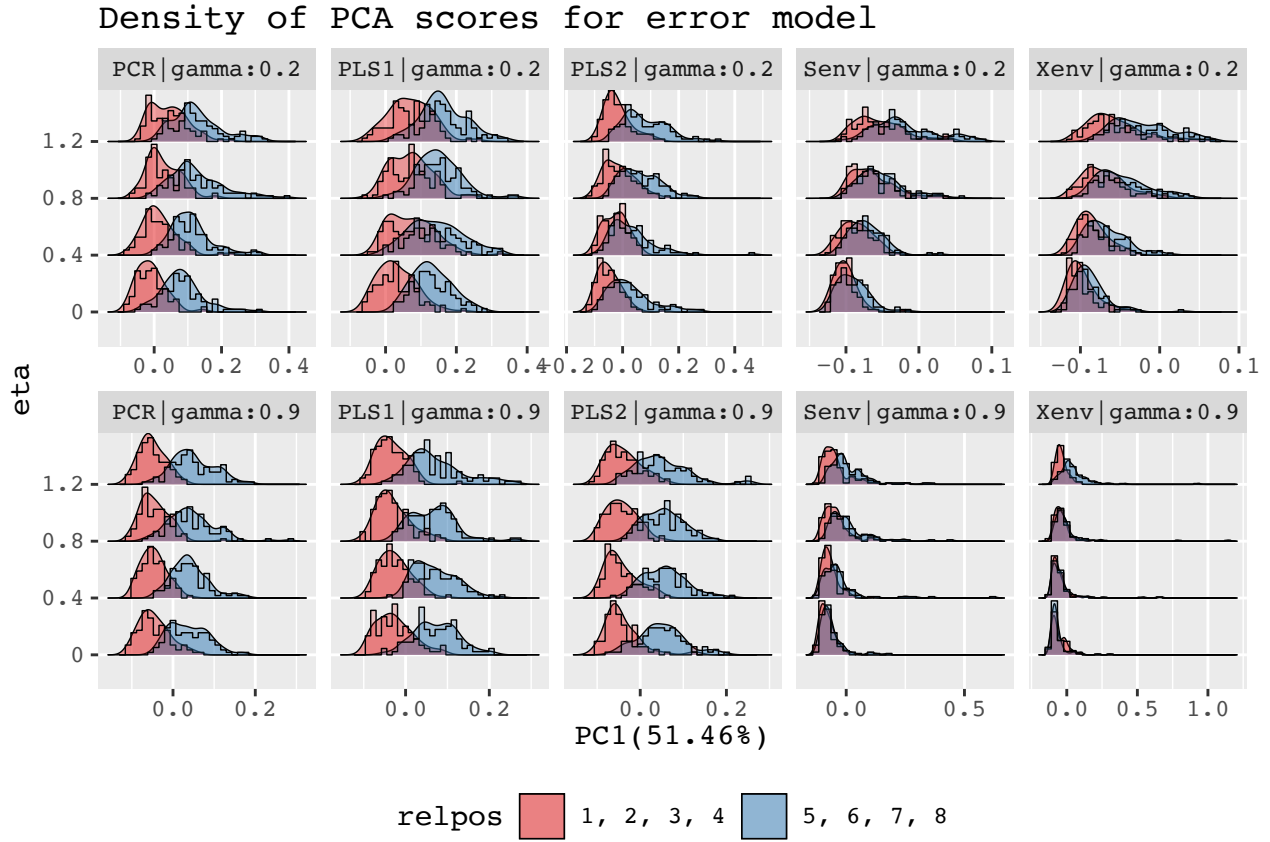 Density of PCA scores for error model
PCR|gamma:0.2 PLS1|gamma:0.2 PLS2|gamma:0.2 Senv|gamma:0.2 Xenv|gamma:0.2
1.2
0.8
0.4
0
0.0 0.2 0.4 0.0 0.2 0.4 −0.2 0.0 0.2 0.4 −0.1 0.0 0.1 −0.1 0.0 0.1
eta
PCR|gamma:0.9 PLS1|gamma:0.9 PLS2|gamma:0.9 Senv|gamma:0.9 Xenv|gamma:0.9
1.2
0.8
0.4
0
0.0 0.2 0.0 0.2 0.0 0.2 0.0 0.5 0.0 0.5 1.0
PC1(51.46%)
relpos 1, 2, 3, 4 5, 6, 7, 8